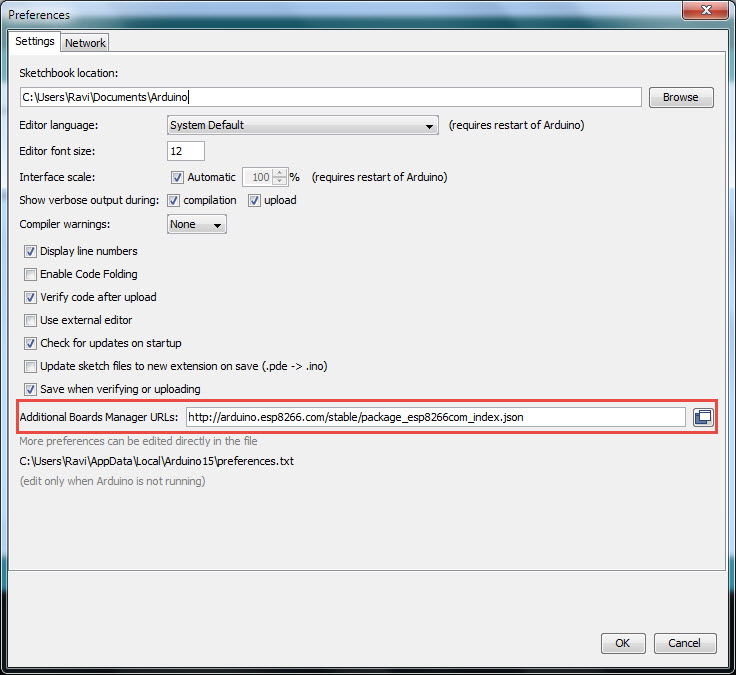 Preferences
Settings Network
Sketchbook location:
C:\Users\Ravi\Documents\Arduino Browse
Editor language: System Default (requires restart of Arduino)
Editor font size: 12
Interface scale: Automatic 100 % (requires restart of Arduino)
Show verbose output during: compilation upload
Compiler warnings: None
Display line numbers
Enable Code Folding
Verify code after upload
Use external editor
Check for updates on startup
Update sketch files to new extension on save (.pde -> .ino)
Save when verifying or uploading
Additional Boards Manager URLs: http://arduino.esp8266.com/stable/package_esp8266com_index.json
More preferences can be edited directly in the file
C:\Users\Ravi\AppData\Local\Arduino15\preferences.txt
(edit only when Arduino is not running)
OK Cancel